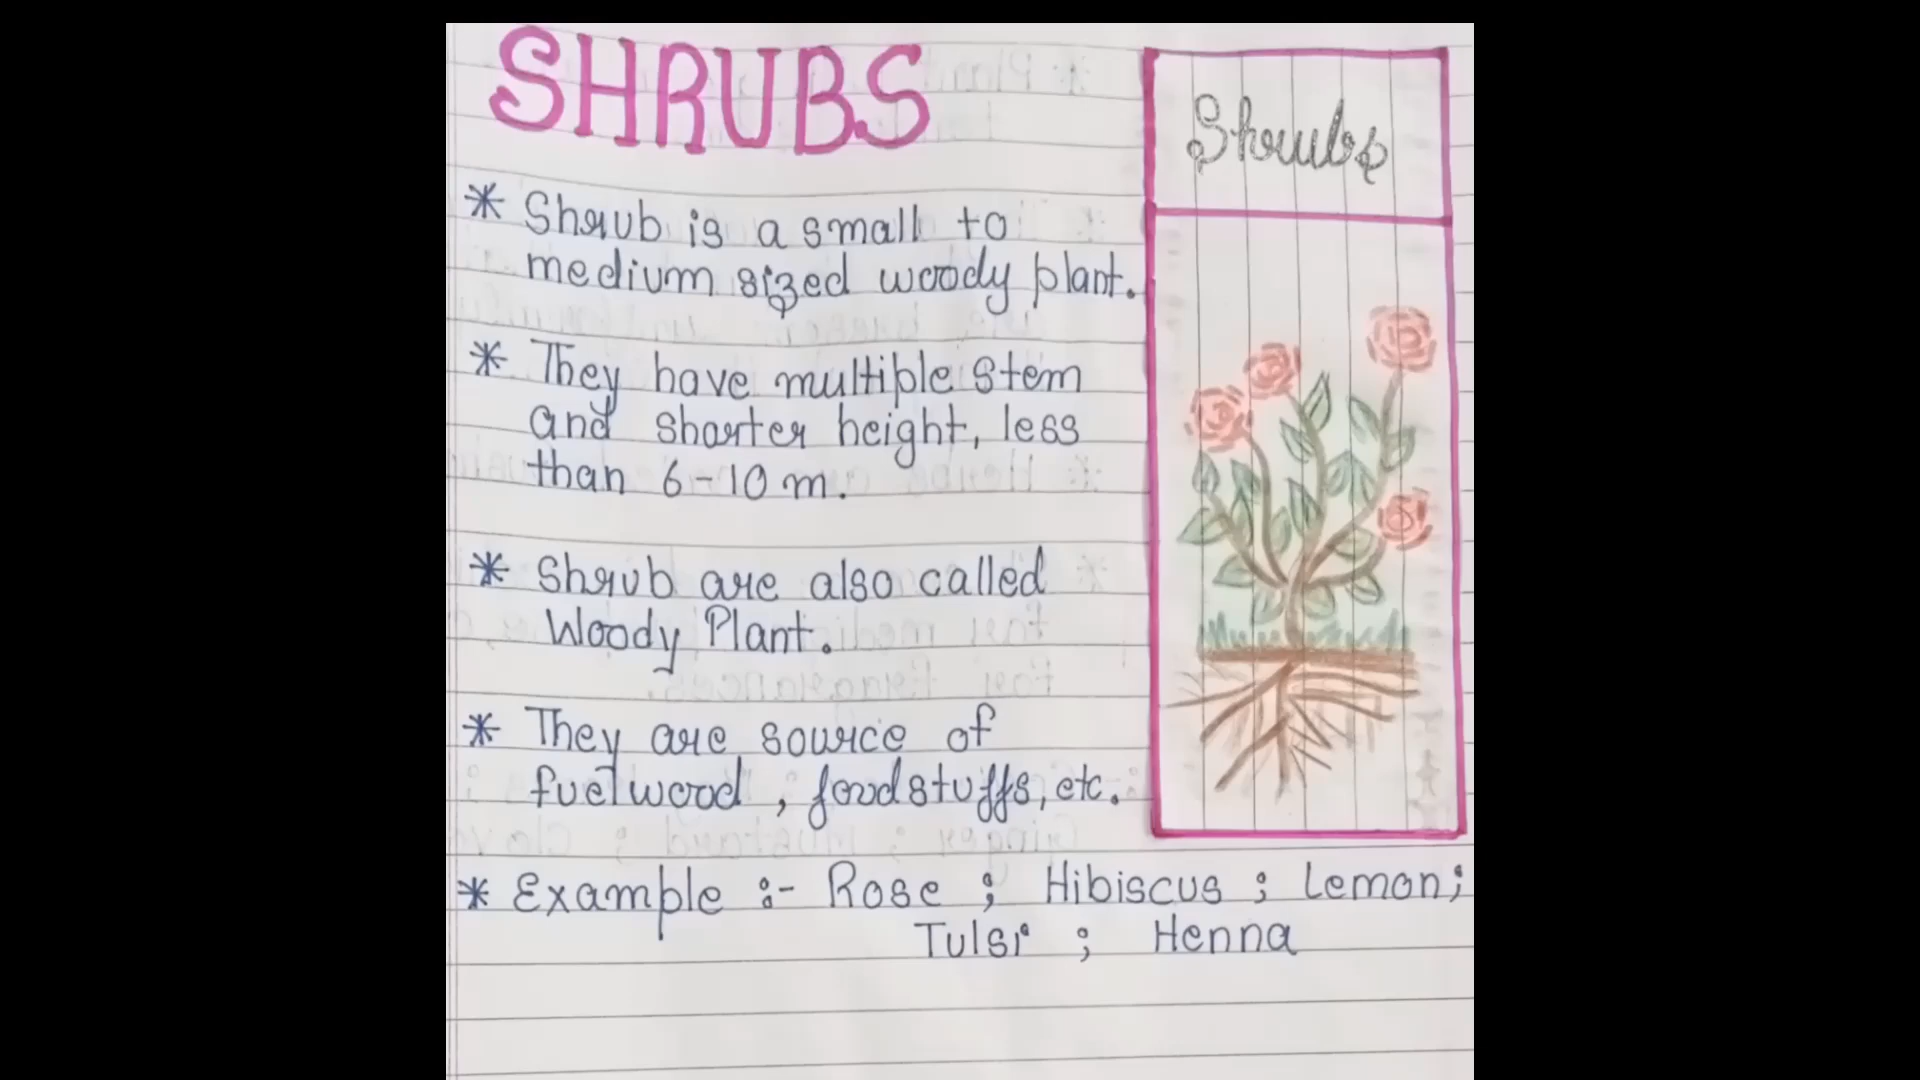 SHRUBS
Shrubs
* Shrub is a small to
medium sized woody plant.
* They have multiple stem
and shorter height, less
than 6-10 m.
* Shrub are also called
Woody Plant.
* They are source of
fuelwood, foodstuffs, etc.
* Example :- Rose ; Hibiscus ; Lemon;
Tulsi ; Henna